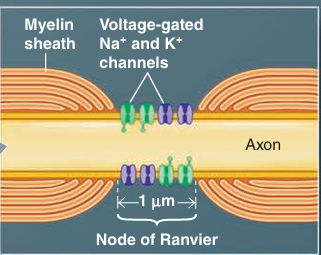 Myelin
sheath
Voltage-gated
Na⁺ and K⁺
channels
Axon
1 μm
Node of Ranvier